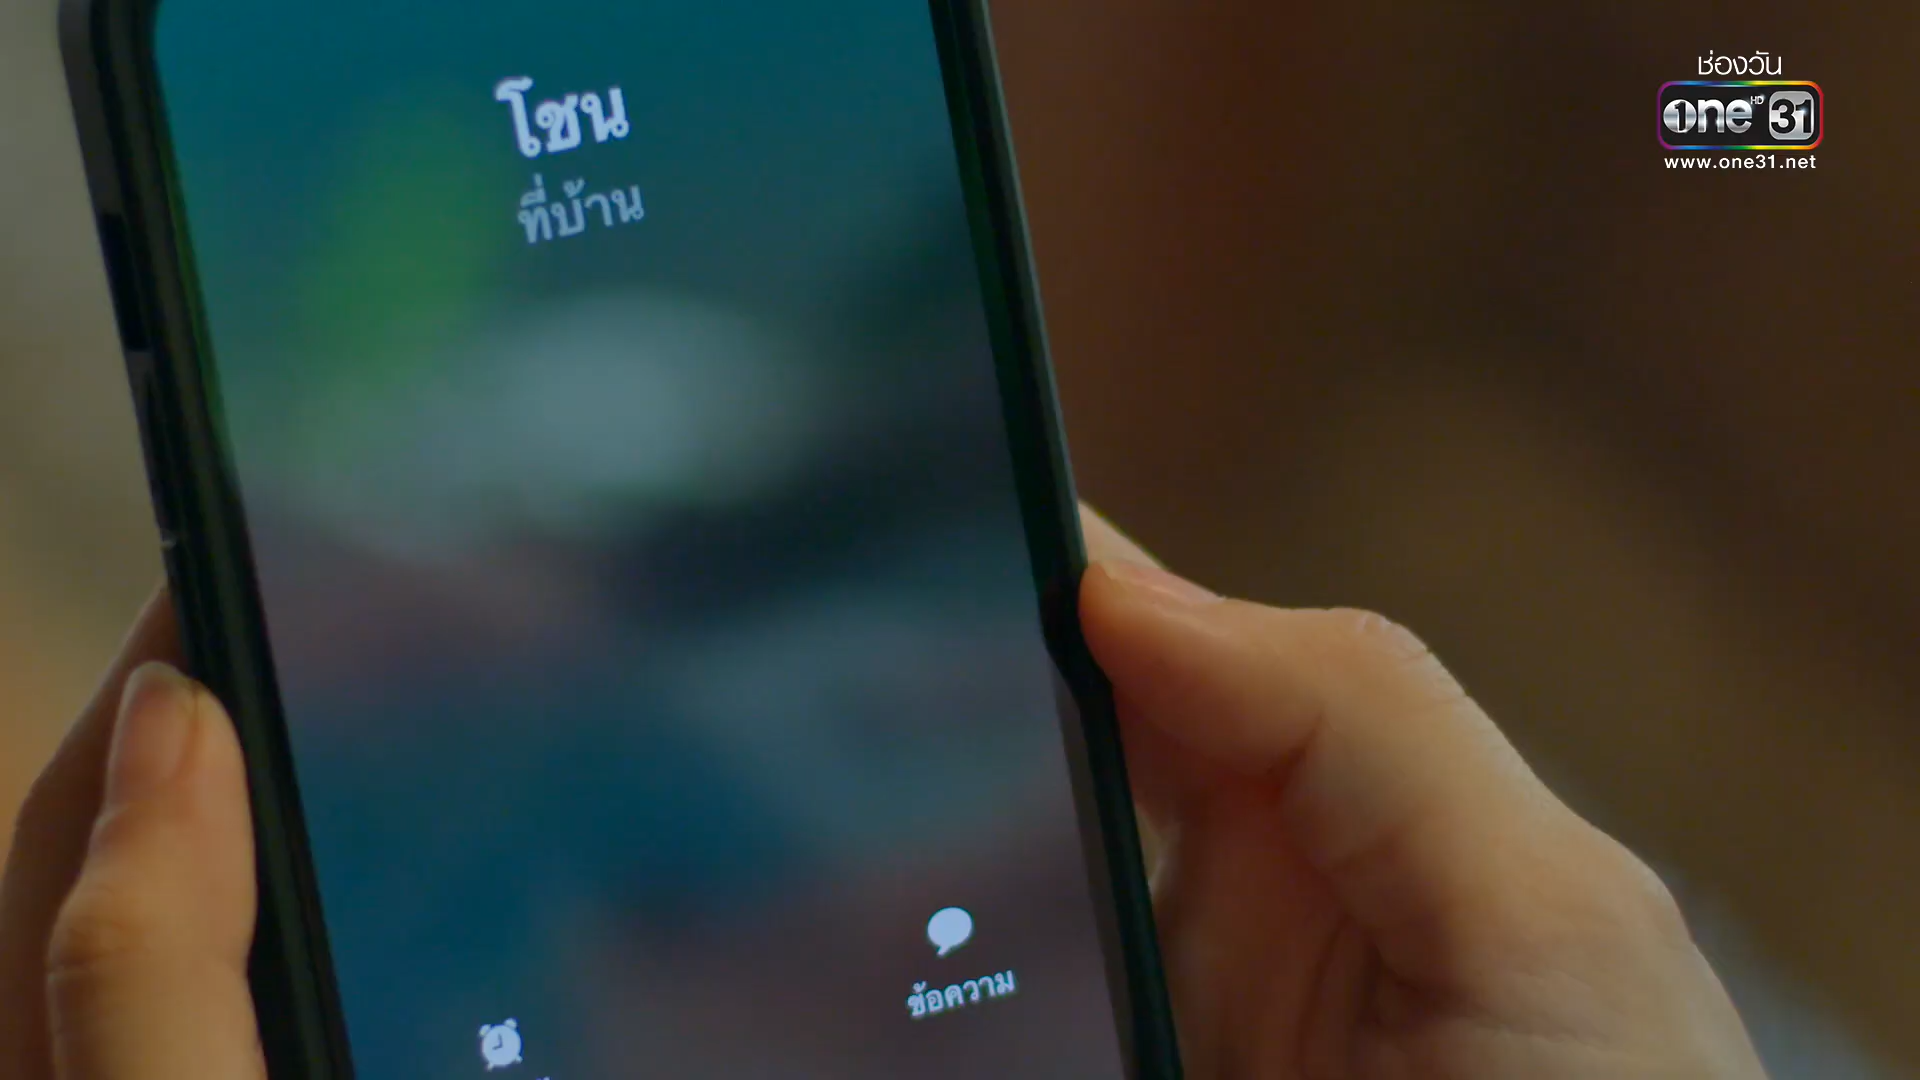 โชน
ที่บ้าน
ข้อความ
ช่องวัน
one HD 31
www.one31.net